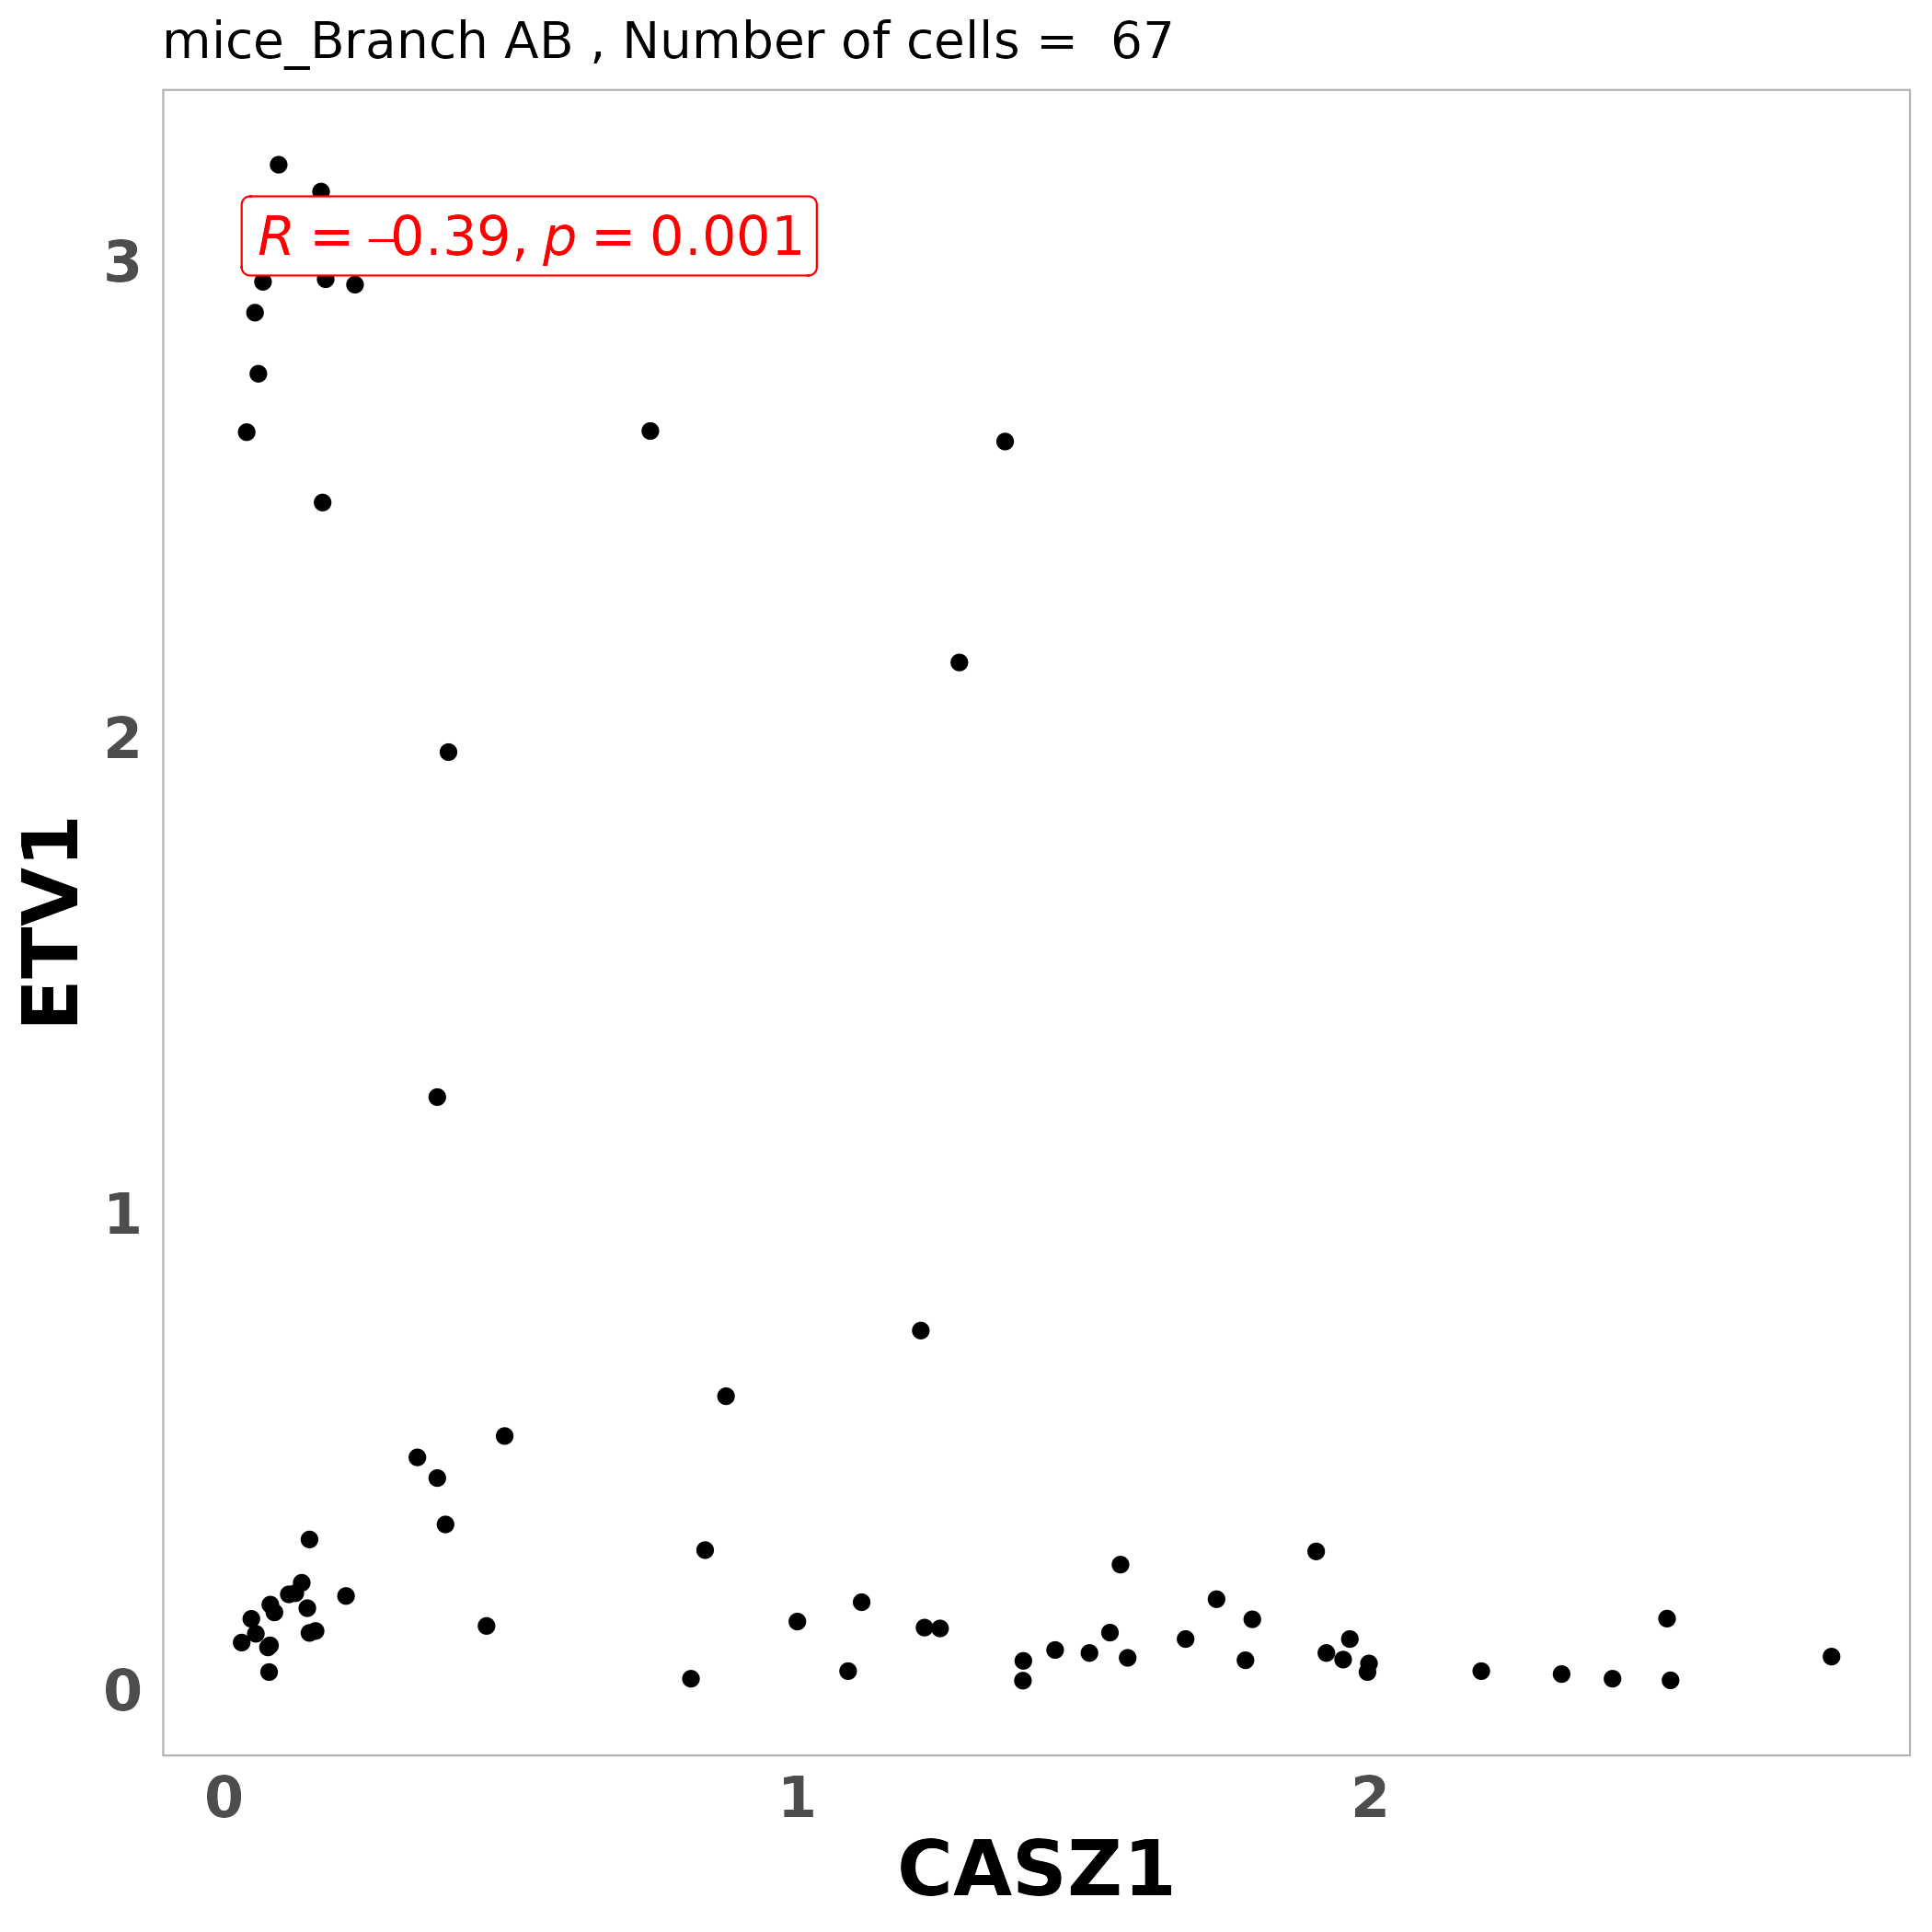 mice_Branch AB , Number of cells =  67
R = –0.39, p = 0.001
3
2
1
0
ETV1
0 1 2
CASZ1